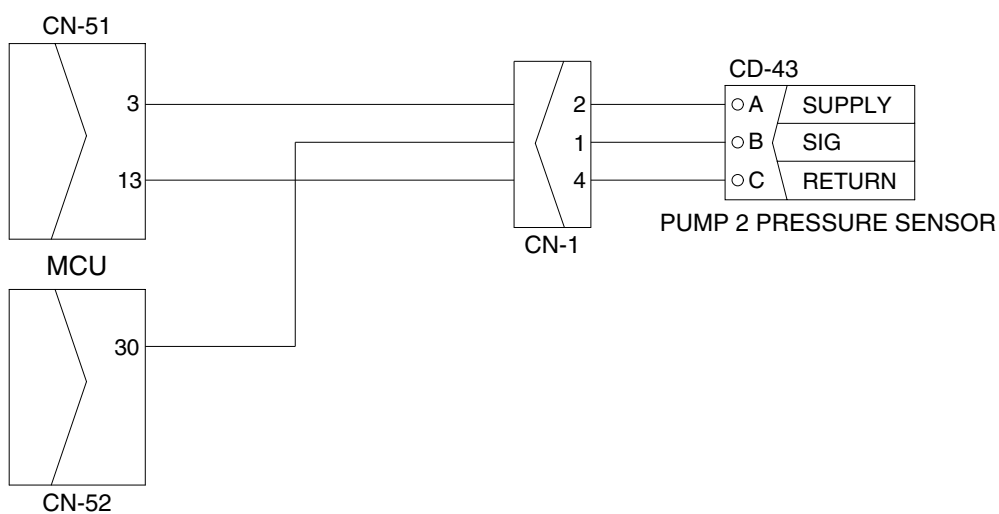 CN-51
3
13
MCU
30
CN-52
2
1
4
CN-1
CD-43
A SUPPLY
B SIG
C RETURN
PUMP 2 PRESSURE SENSOR